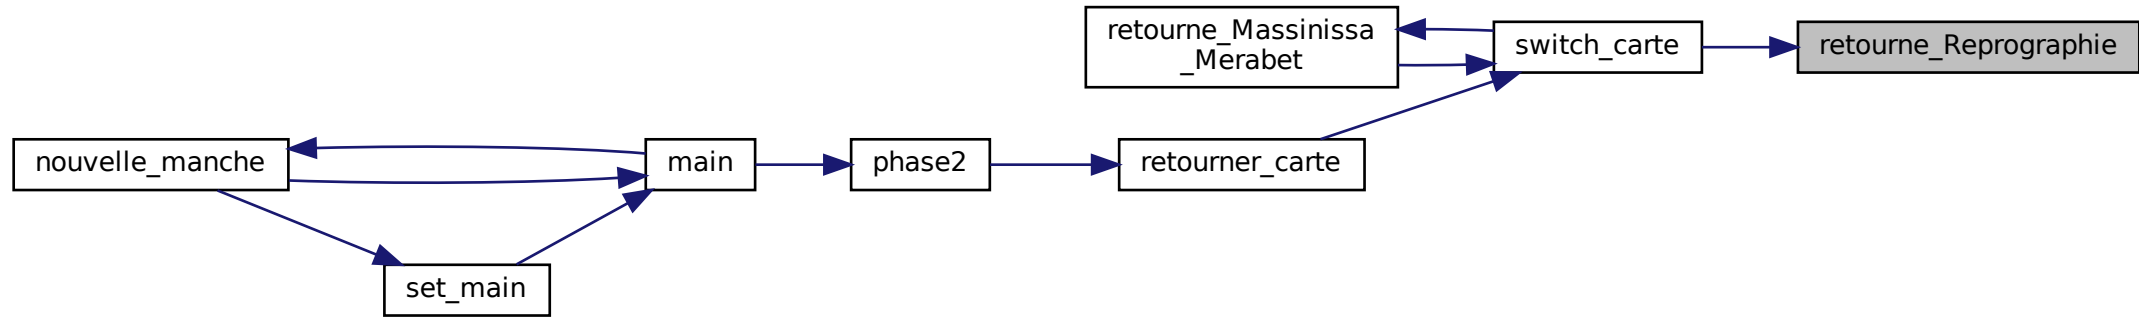 retourne_Massinissa
_Merabet
switch_carte
retourne_Reprographie
nouvelle_manche
main
phase2
retourner_carte
set_main